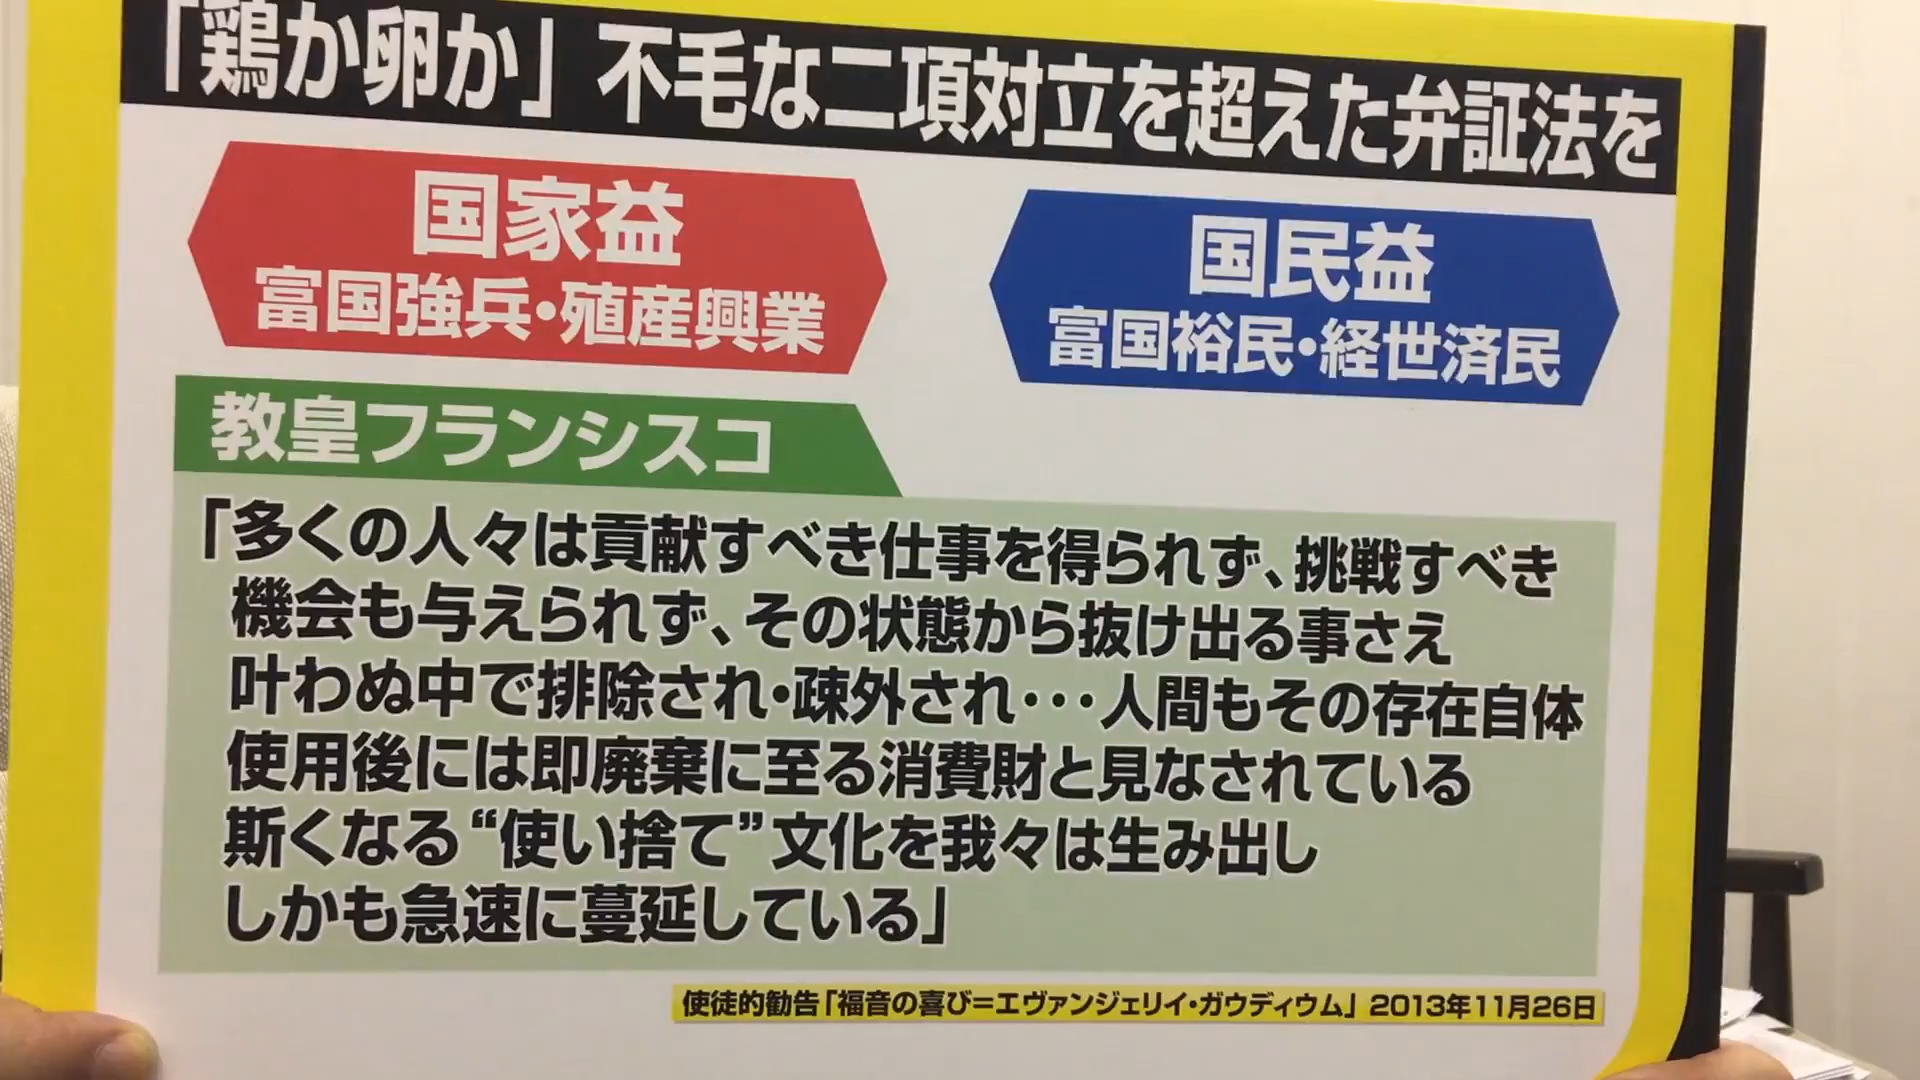 「鶏か卵か」不毛な二項対立を超えた弁証法を
国家益
富国強兵・殖産興業
国民益
富国裕民・経世済民
教皇フランシスコ
「多くの人々は貢献すべき仕事を得られず、挑戦すべき
機会も与えられず、その状態から抜け出る事さえ
叶わぬ中で排除され・疎外され・・・人間もその存在自体
使用後には即廃棄に至る消費財と見なされている
斯くなる“使い捨て”文化を我々は生み出し
しかも急速に蔓延している」
使徒的勧告「福音の喜び=エヴァンジェリイ・ガウディウム」 2013年11月26日